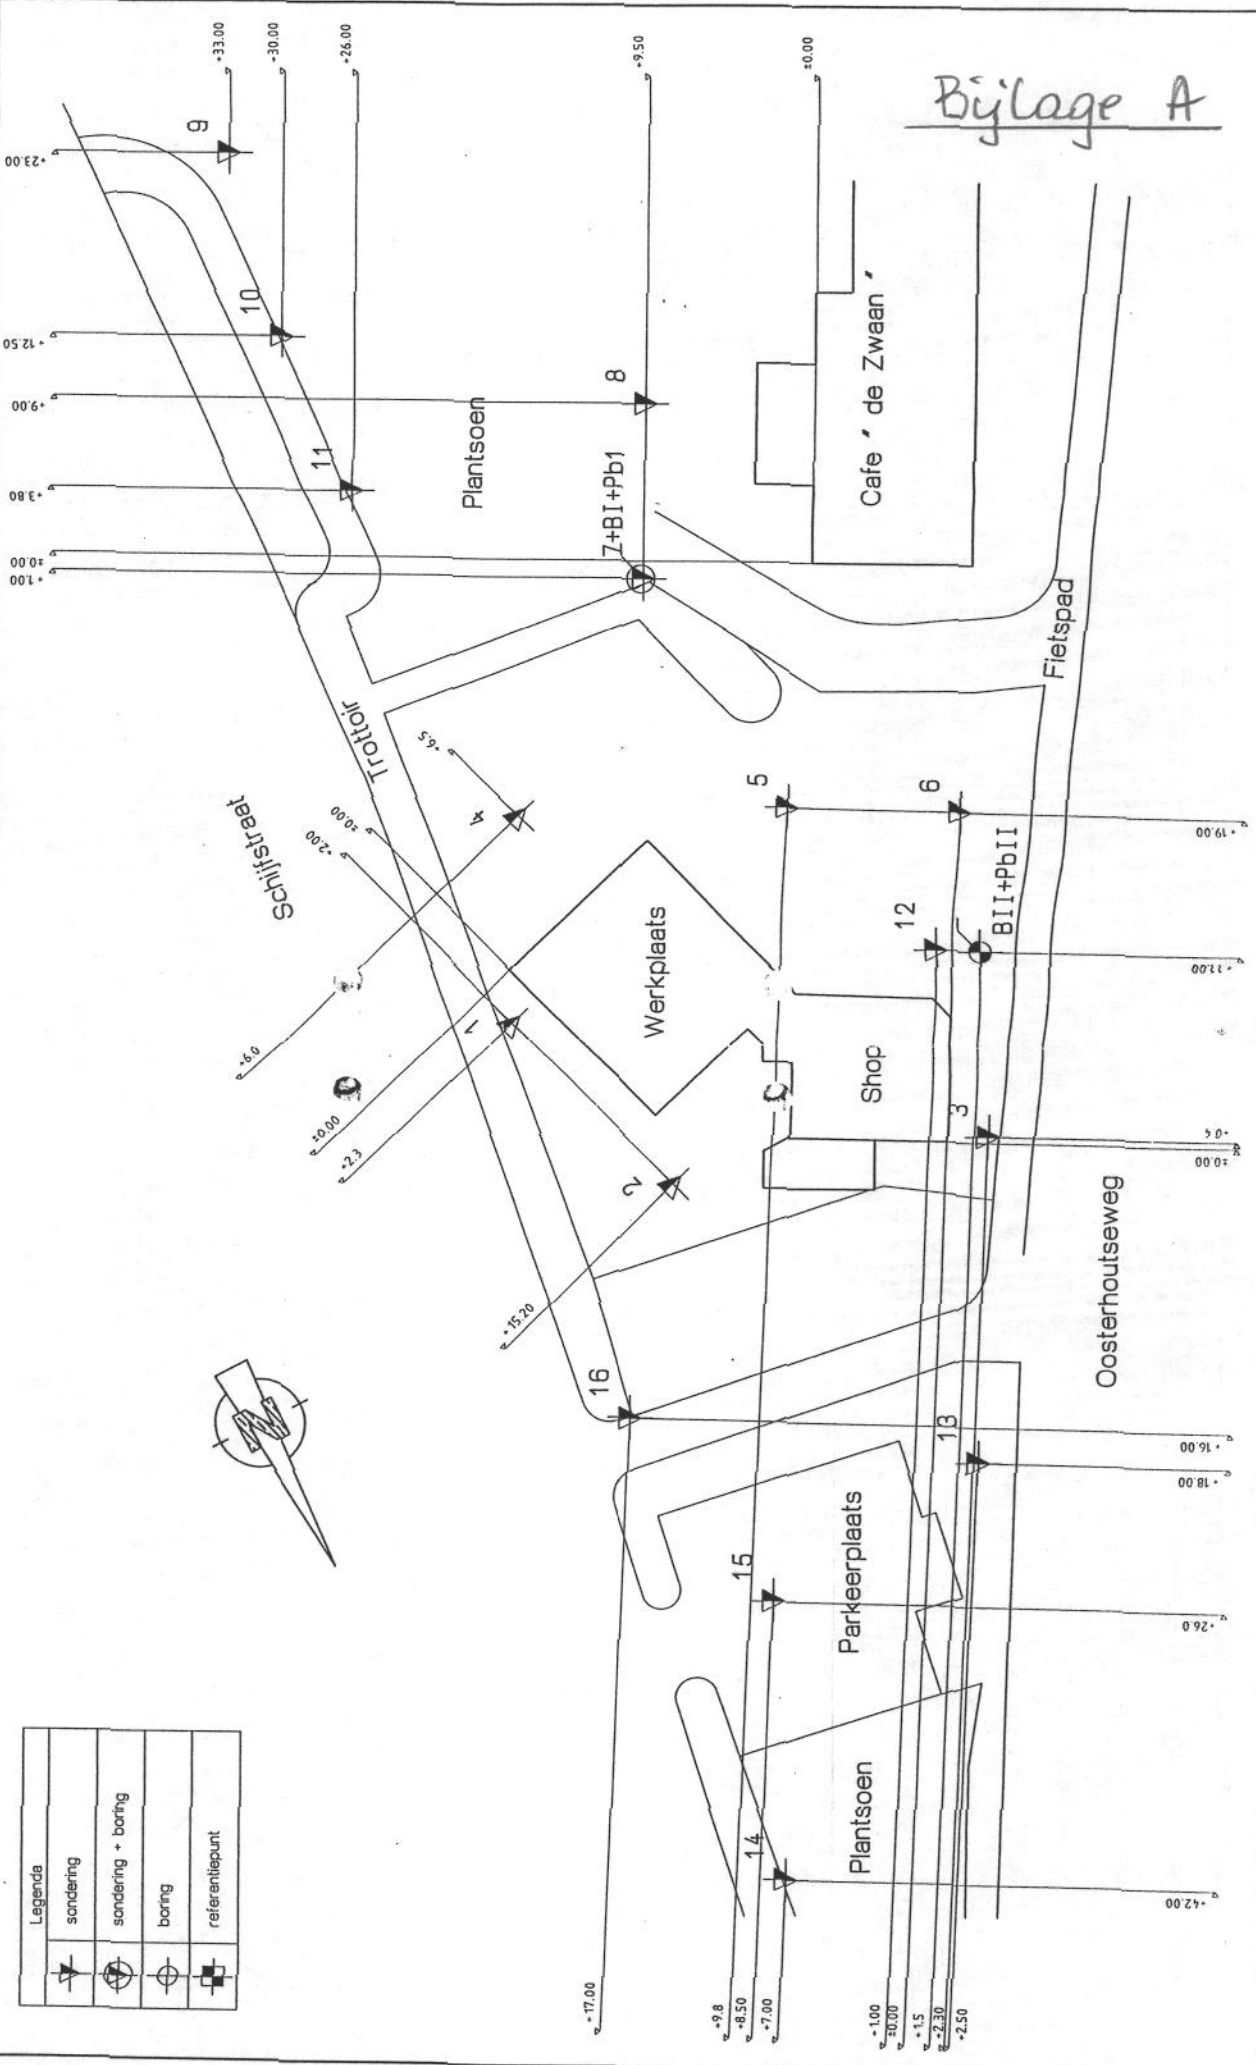 Bijlage A
+33.00
+30.00
+26.00
+9.50
±0.00
+23.00
+12.50
+9.00
+3.80
±0.00
+1.00
9
10
11
8
7+BI+Pb1
Plantsoen
Cafe " de Zwaan "
Fietspad
Trottoir
Schijfstraat
+6.5
±0.00
+2.00
4
5
6
+19.00
12
BII+PbII
+11.00
Werkplaats
1
+6.0
±0.00
+2.3
Shop
3
+0.4
±0.00
2
+15.20
Oosterhoutseweg
16
+16.00
13
+18.00
15
+26.0
Parkeerplaats
Plantsoen
14
+42.00
+17.00
+9.8
+8.50
+7.00
+1.00
±0.00
+1.5
+2.30
+2.50
N
Legenda
sondering
sondering + boring
boring
referentiepunt